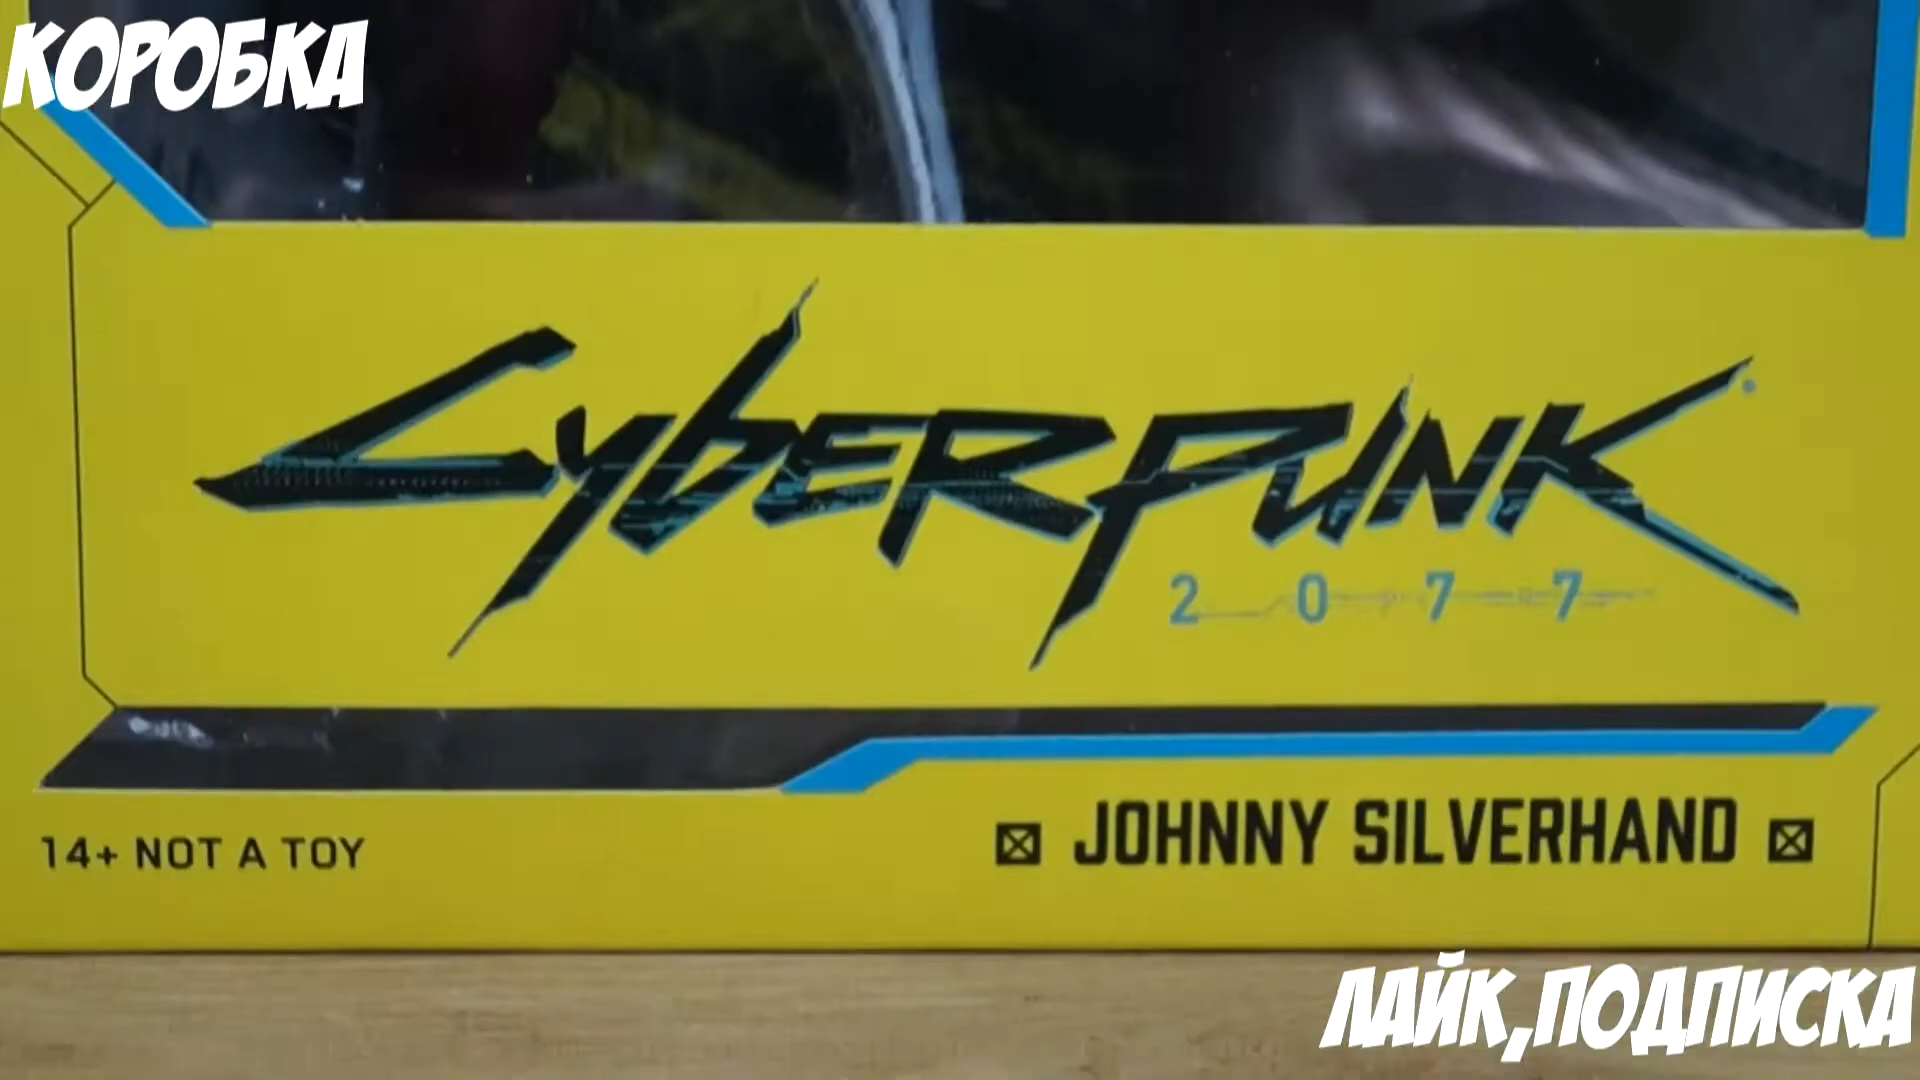 КОРОБКА
Cyberpunk
2077
14+ NOT A TOY
JOHNNY SILVERHAND
ЛАЙК,ПОДПИСКА